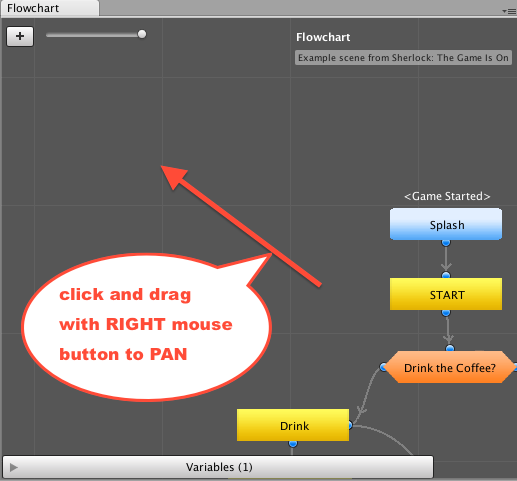 Flowchart
+
Flowchart
Example scene from Sherlock: The Game Is On
<Game Started>
Splash
click and drag
with RIGHT mouse
button to PAN
START
Drink the Coffee?
Drink
Variables (1)